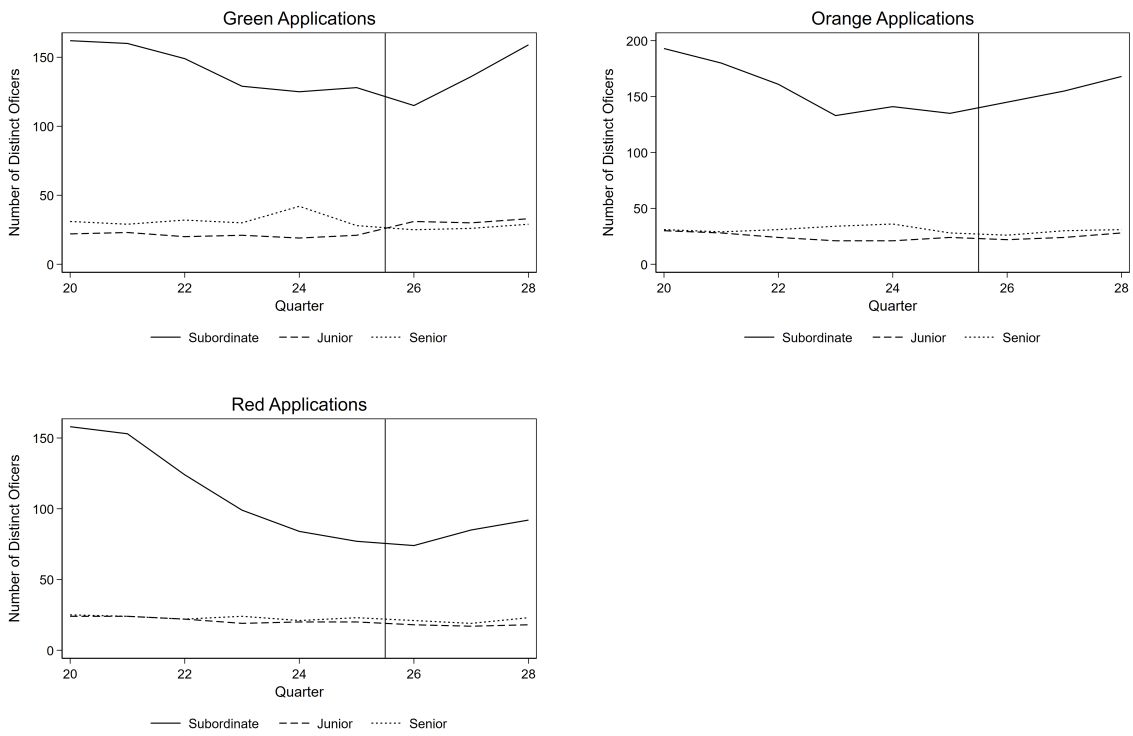 Green Applications
Number of Distinct Oficers
150
100
50
0
20 22 24 26 28
Quarter
Subordinate Junior Senior
Orange Applications
Number of Distinct Oficers
200
150
100
50
0
20 22 24 26 28
Quarter
Subordinate Junior Senior
Red Applications
Number of Distinct Oficers
150
100
50
0
20 22 24 26 28
Quarter
Subordinate Junior Senior